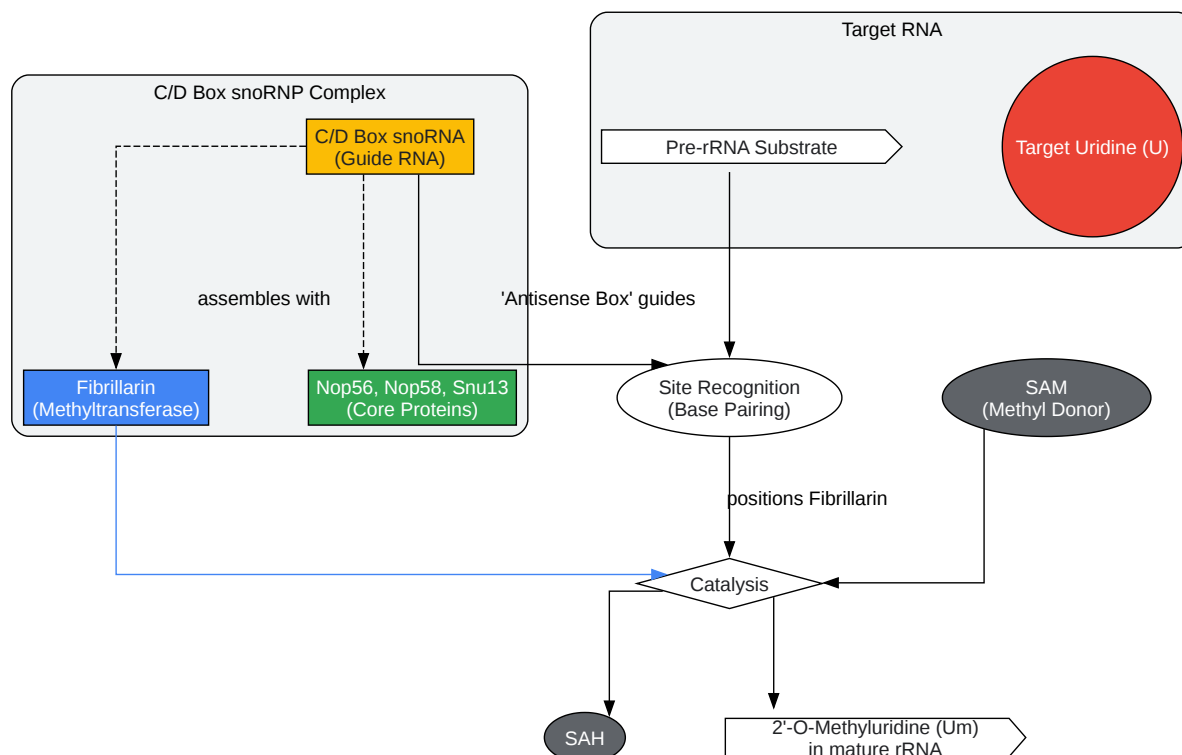 Target RNA
C/D Box snoRNP Complex
C/D Box snoRNA
(Guide RNA)
Pre-rRNA Substrate
Target Uridine (U)
assembles with
'Antisense Box' guides
Fibrillarin
(Methyltransferase)
Nop56, Nop58, Snu13
(Core Proteins)
Site Recognition
(Base Pairing)
SAM
(Methyl Donor)
positions Fibrillarin
Catalysis
SAH
2'-O-Methyluridine (Um)
in mature rRNA